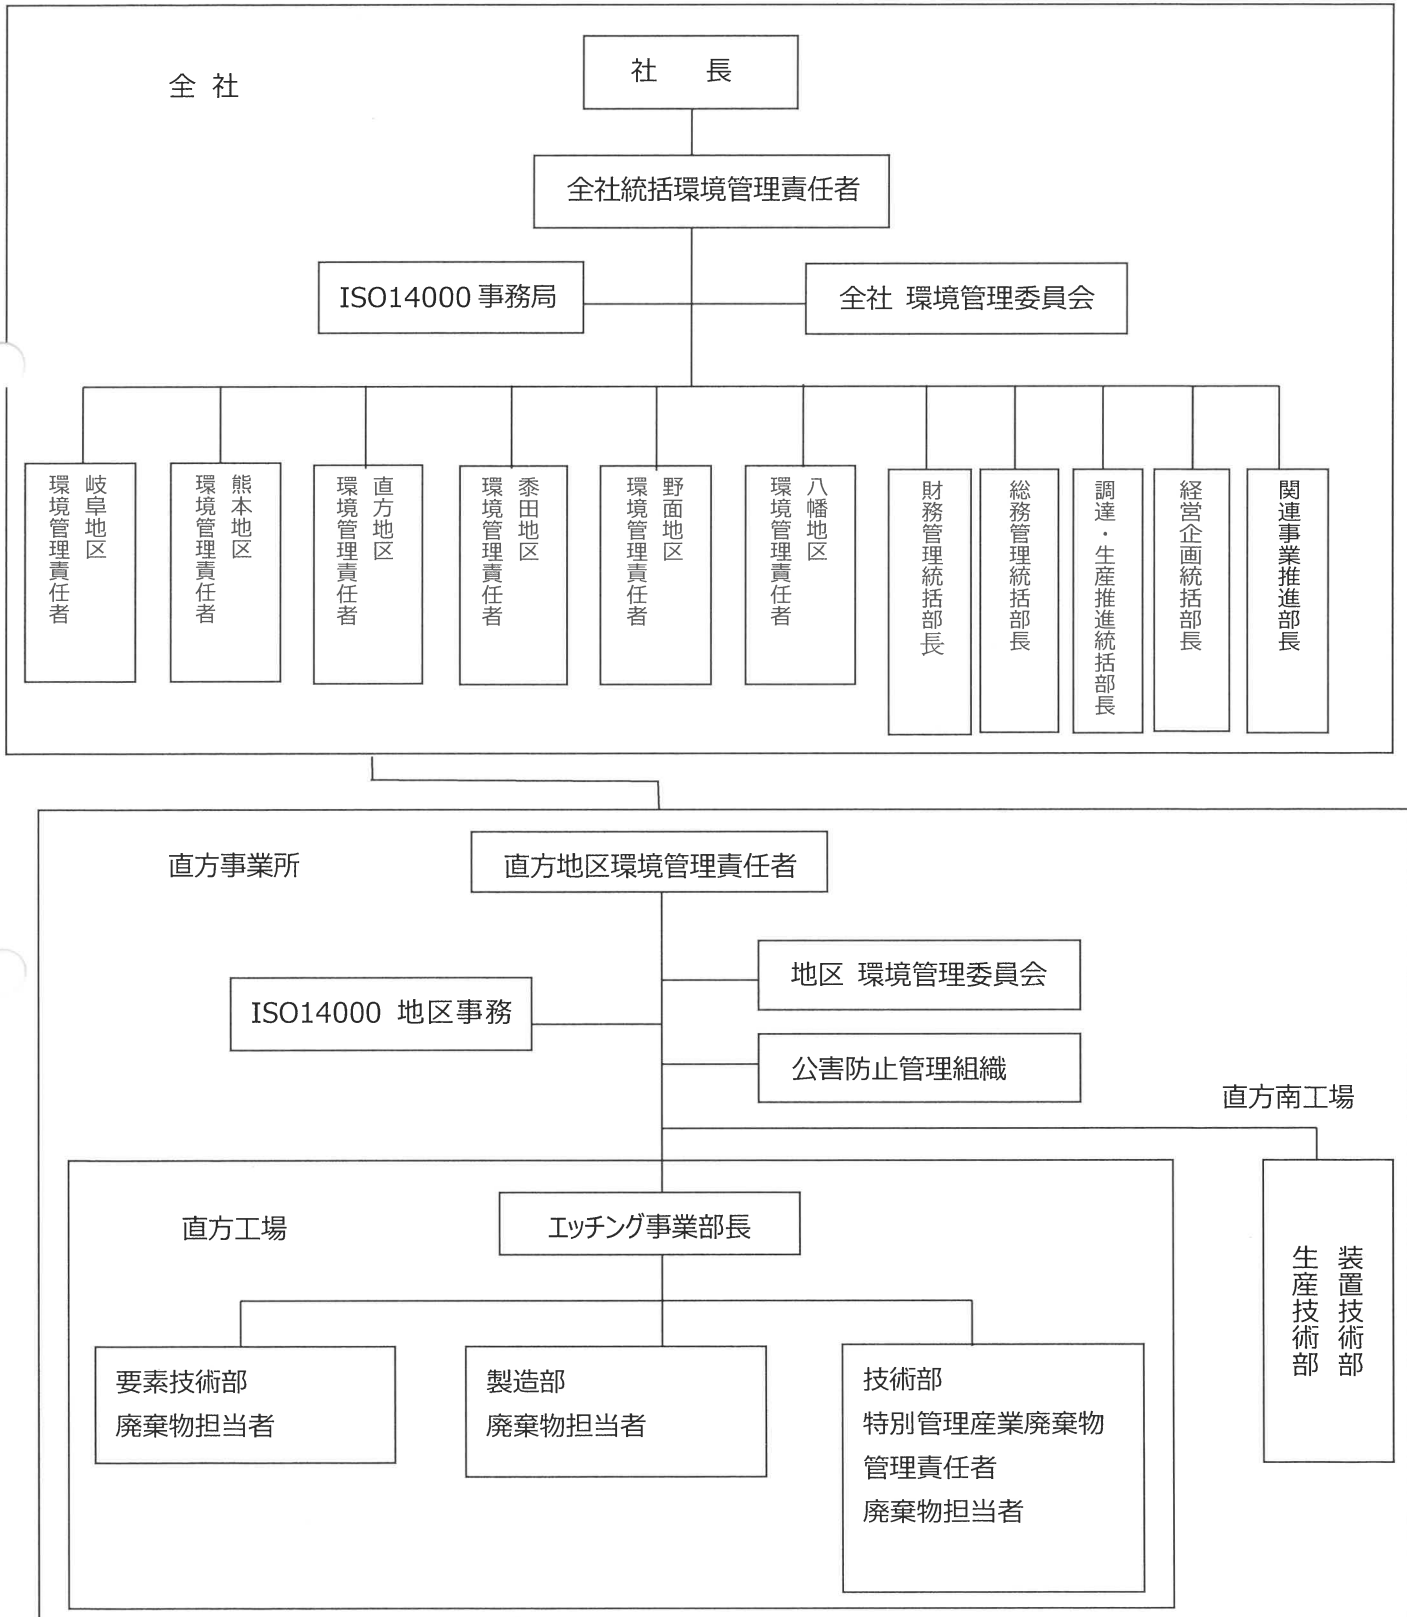 全 社
社　長
全社統括環境管理責任者
ISO14000 事務局
全社 環境管理委員会
岐阜地区
環境管理責任者
熊本地区
環境管理責任者
直方地区
環境管理責任者
黍田地区
環境管理責任者
野面地区
環境管理責任者
八幡地区
環境管理責任者
財務管理統括部長
総務管理統括部長
調達・生産推進統括部長
経営企画統括部長
関連事業推進部長
直方事業所
直方地区環境管理責任者
地区 環境管理委員会
ISO14000 地区事務
公害防止管理組織
直方南工場
直方工場
エッチング事業部長
装置技術部
生産技術部
要素技術部
廃棄物担当者
製造部
廃棄物担当者
技術部
特別管理産業廃棄物
管理責任者
廃棄物担当者